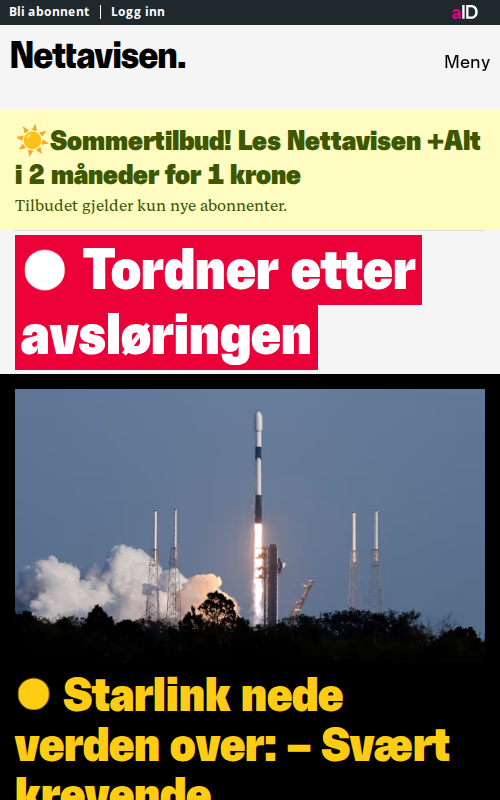 Bli abonnent | Logg inn
aID
Nettavisen.
Meny
☀️Sommertilbud! Les Nettavisen +Alt
i 2 måneder for 1 krone
Tilbudet gjelder kun nye abonnenter.
Tordner etter
avsløringen
Starlink nede
verden over: – Svært
krevende